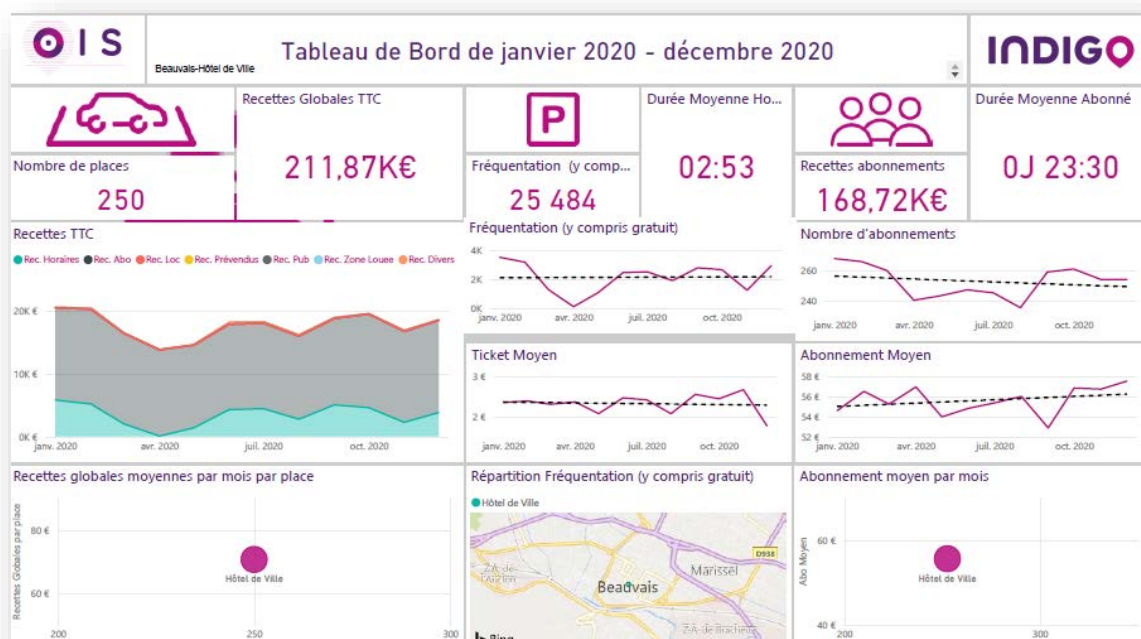 OIS
Beauvais-Hôtel de Ville
Tableau de Bord de janvier 2020 - décembre 2020
INDIGO
Nombre de places
250
Recettes Globales TTC
211,87K€
P
Fréquentation (y comp...
25 484
Durée Moyenne Ho...
02:53
Recettes abonnements
168,72K€
Durée Moyenne Abonné
0J 23:30
Recettes TTC
Rec. Horaires Rec. Abo Rec. Loc Rec. Prévendus Rec. Pub Rec. Zone Louee Rec. Divers
20K €
10K €
0K €
janv. 2020 avr. 2020 juil. 2020 oct. 2020
Fréquentation (y compris gratuit)
4K
2K
0K
janv. 2020 avr. 2020 juil. 2020 oct. 2020
Nombre d'abonnements
260
240
janv. 2020 avr. 2020 juil. 2020 oct. 2020
Ticket Moyen
3 €
2 €
janv. 2020 avr. 2020 juil. 2020 oct. 2020
Abonnement Moyen
58 €
56 €
54 €
52 €
janv. 2020 avr. 2020 juil. 2020 oct. 2020
Recettes globales moyennes par mois par place
Recettes Globales par place
80 €
60 €
Hôtel de Ville
200 250 300
Répartition Fréquentation (y compris gratuit)
Hôtel de Ville
D938
Z.A. de
Marissel
Beauvais
Bing
Abonnement moyen par mois
Abo Moyen
60 €
40 €
Hôtel de Ville
200 300